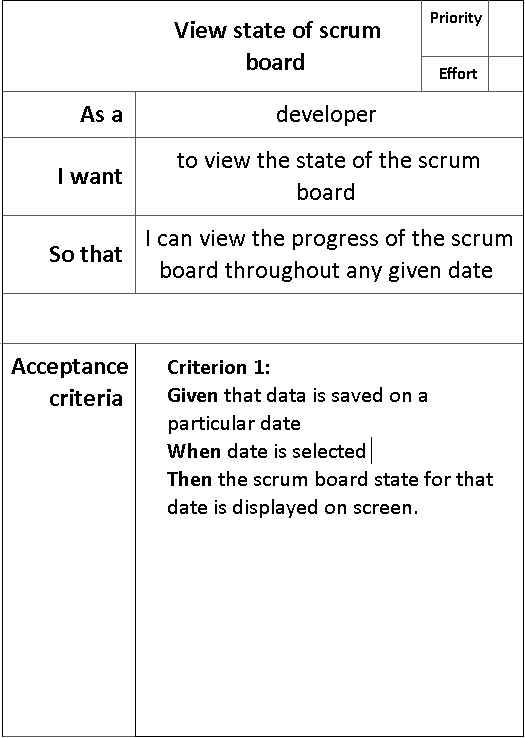 View state of scrum
board
Priority
Effort
As a
developer
I want
to view the state of the scrum
board
So that
I can view the progress of the scrum
board throughout any given date
Acceptance
criteria
Criterion 1:
Given that data is saved on a
particular date
When date is selected
Then the scrum board state for that
date is displayed on screen.